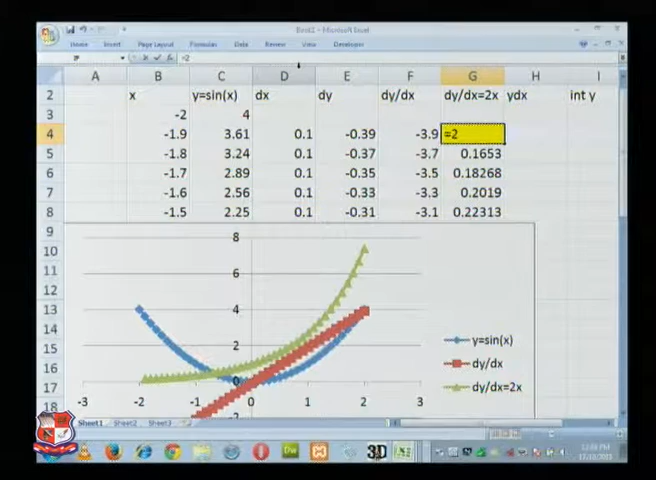 Book2 - Microsoft Excel
Home Insert Page Layout Formulas Data Review View Developer
IF =2
A B C D E F G H I
2 x y=sin(x) dx dy dy/dx dy/dx=2x ydx int y
3 -2 4
4 -1.9 3.61 0.1 -0.39 -3.9 =2
5 -1.8 3.24 0.1 -0.37 -3.7 0.1653
6 -1.7 2.89 0.1 -0.35 -3.5 0.18268
7 -1.6 2.56 0.1 -0.33 -3.3 0.2019
8 -1.5 2.25 0.1 -0.31 -3.1 0.22313
9
10
11
12
13
14
15
16
17
18
8
6
4
2
0
-2
-3 -2 -1 0 1 2 3
y=sin(x)
dy/dx
dy/dx=2x
Sheet1 Sheet2 Sheet3
Dw
3D